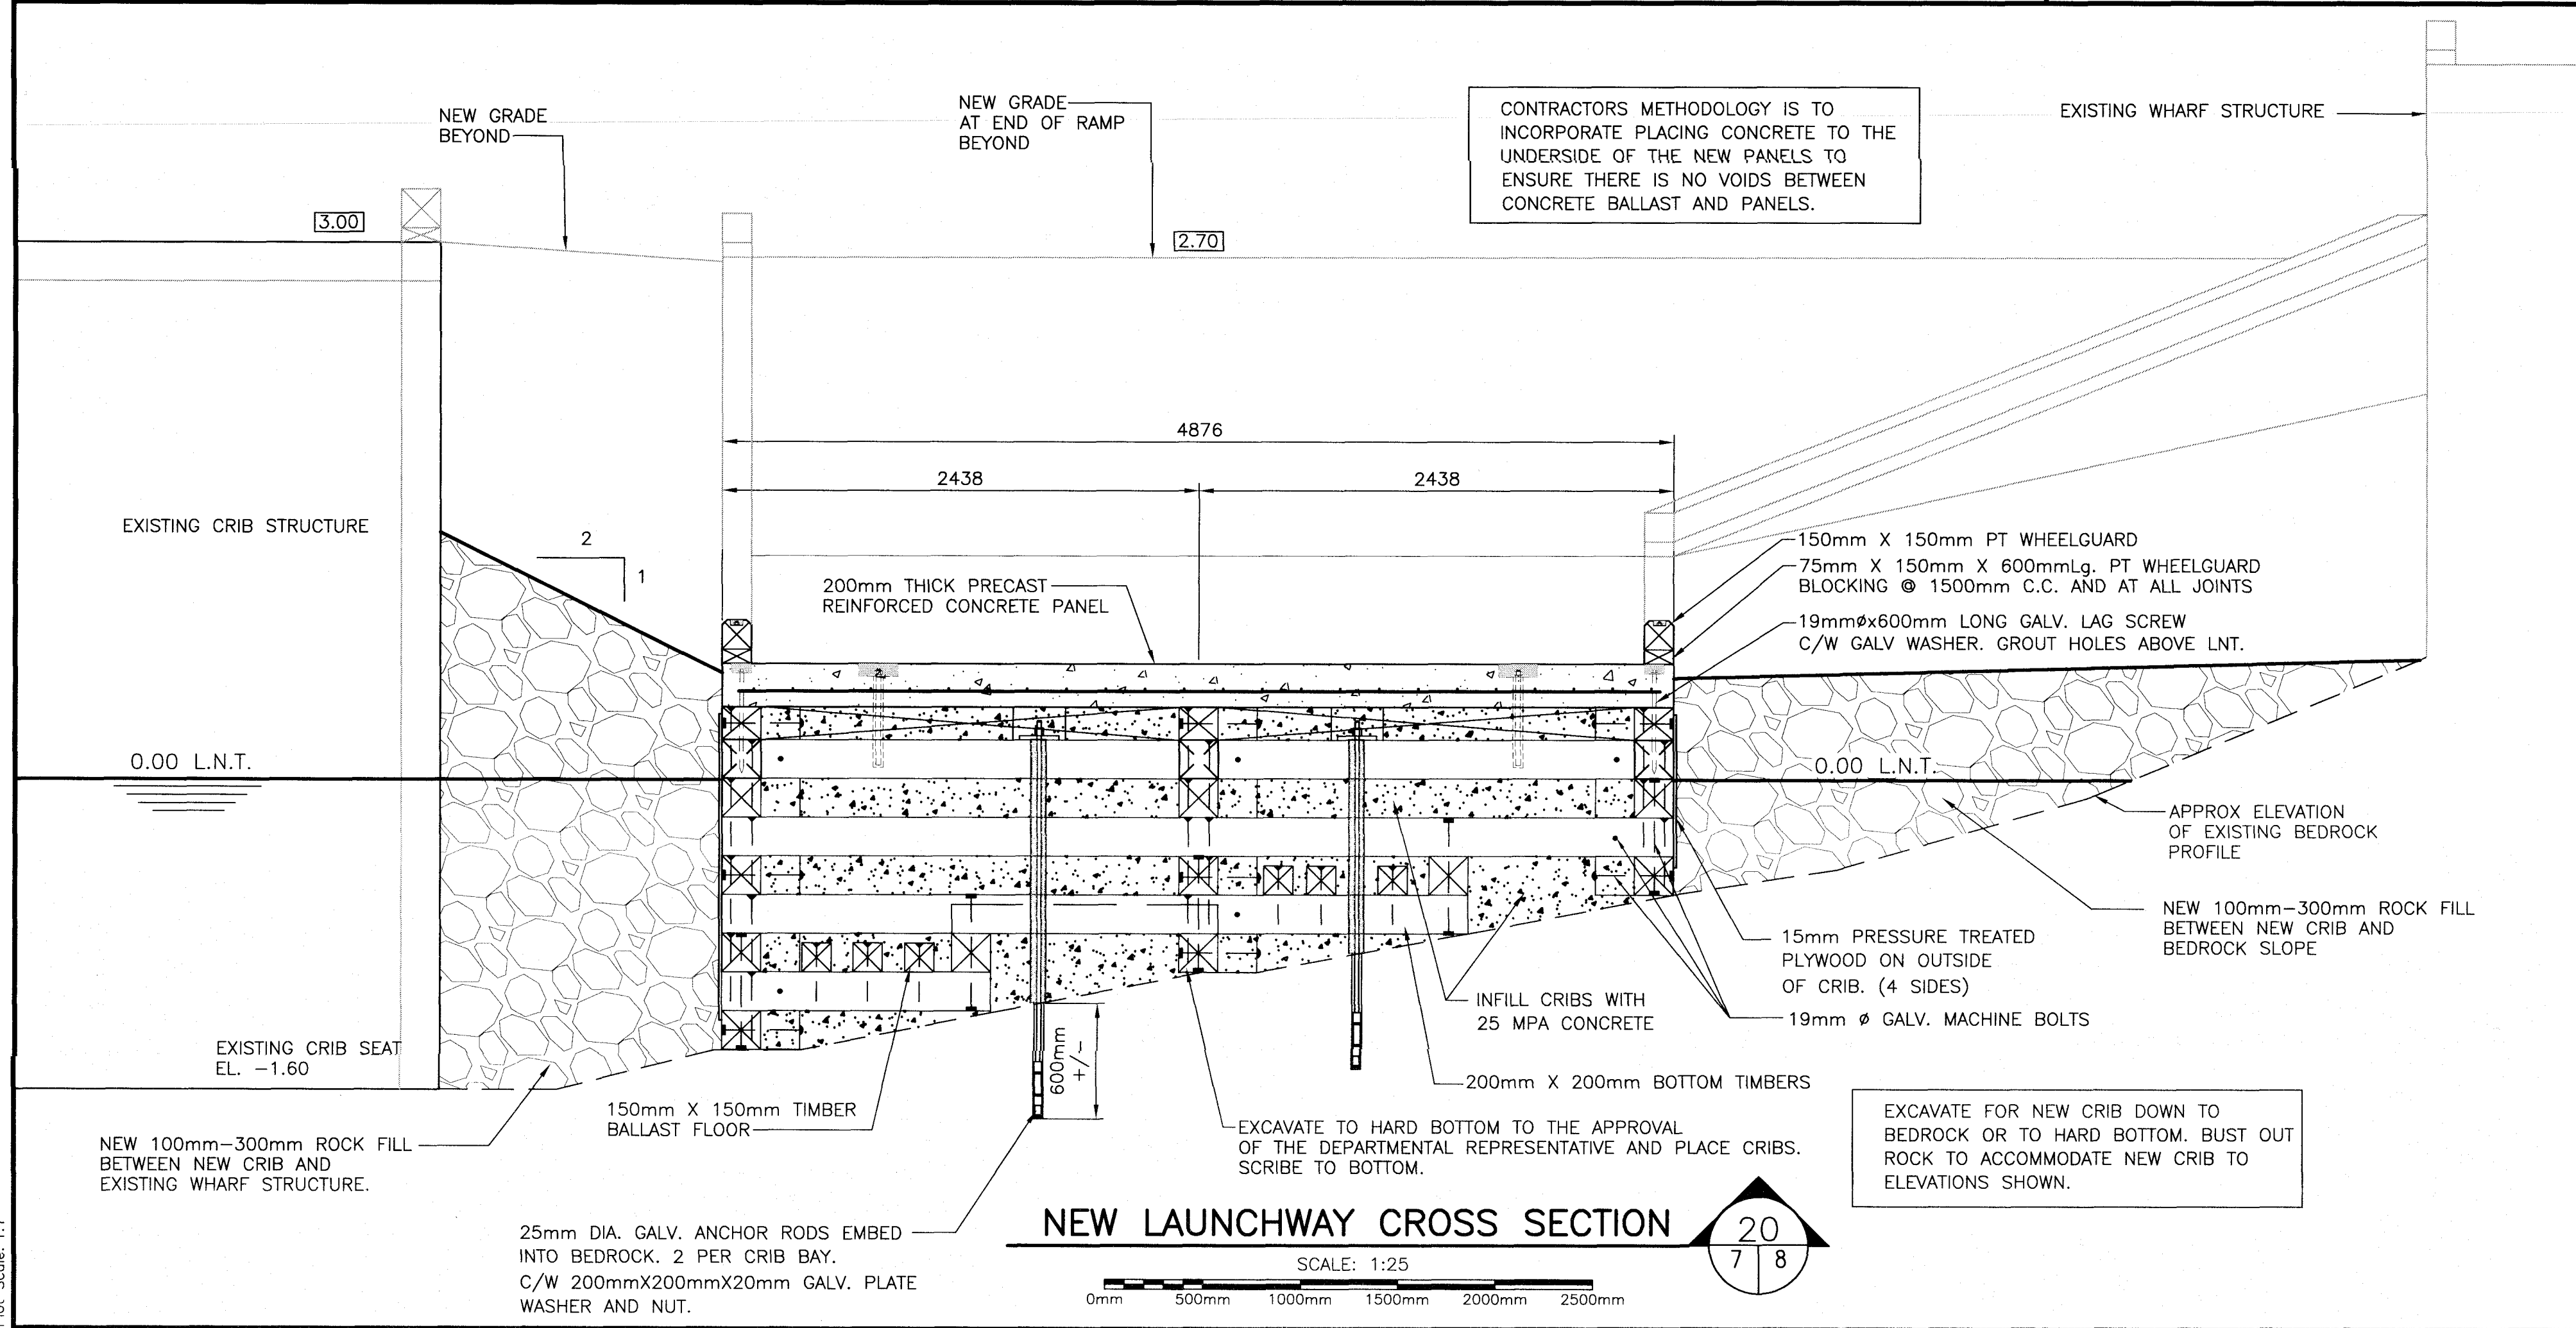 NEW GRADE
BEYOND
NEW GRADE
AT END OF RAMP
BEYOND
CONTRACTORS METHODOLOGY IS TO
INCORPORATE PLACING CONCRETE TO THE
UNDERSIDE OF THE NEW PANELS TO
ENSURE THERE IS NO VOIDS BETWEEN
CONCRETE BALLAST AND PANELS.
EXISTING WHARF STRUCTURE
3.00
2.70
4876
2438
2438
EXISTING CRIB STRUCTURE
2
1
200mm THICK PRECAST
REINFORCED CONCRETE PANEL
150mm X 150mm PT WHEELGUARD
75mm X 150mm X 600mmLg. PT WHEELGUARD
BLOCKING @ 1500mm C.C. AND AT ALL JOINTS
19mmøx600mm LONG GALV. LAG SCREW
C/W GALV WASHER. GROUT HOLES ABOVE LNT.
0.00 L.N.T.
0.00 L.N.T.
APPROX ELEVATION
OF EXISTING BEDROCK
PROFILE
NEW 100mm-300mm ROCK FILL
BETWEEN NEW CRIB AND
BEDROCK SLOPE
15mm PRESSURE TREATED
PLYWOOD ON OUTSIDE
OF CRIB. (4 SIDES)
INFILL CRIBS WITH
25 MPA CONCRETE
19mm ø GALV. MACHINE BOLTS
EXISTING CRIB SEAT
EL. -1.60
600mm
+/-
200mm X 200mm BOTTOM TIMBERS
150mm X 150mm TIMBER
BALLAST FLOOR
EXCAVATE TO HARD BOTTOM TO THE APPROVAL
OF THE DEPARTMENTAL REPRESENTATIVE AND PLACE CRIBS.
SCRIBE TO BOTTOM.
EXCAVATE FOR NEW CRIB DOWN TO
BEDROCK OR TO HARD BOTTOM. BUST OUT
ROCK TO ACCOMMODATE NEW CRIB TO
ELEVATIONS SHOWN.
NEW 100mm-300mm ROCK FILL
BETWEEN NEW CRIB AND
EXISTING WHARF STRUCTURE.
25mm DIA. GALV. ANCHOR RODS EMBED
INTO BEDROCK. 2 PER CRIB BAY.
C/W 200mmX200mmX20mm GALV. PLATE
WASHER AND NUT.
NEW LAUNCHWAY CROSS SECTION
20
7 8
SCALE: 1:25
0mm 500mm 1000mm 1500mm 2000mm 2500mm